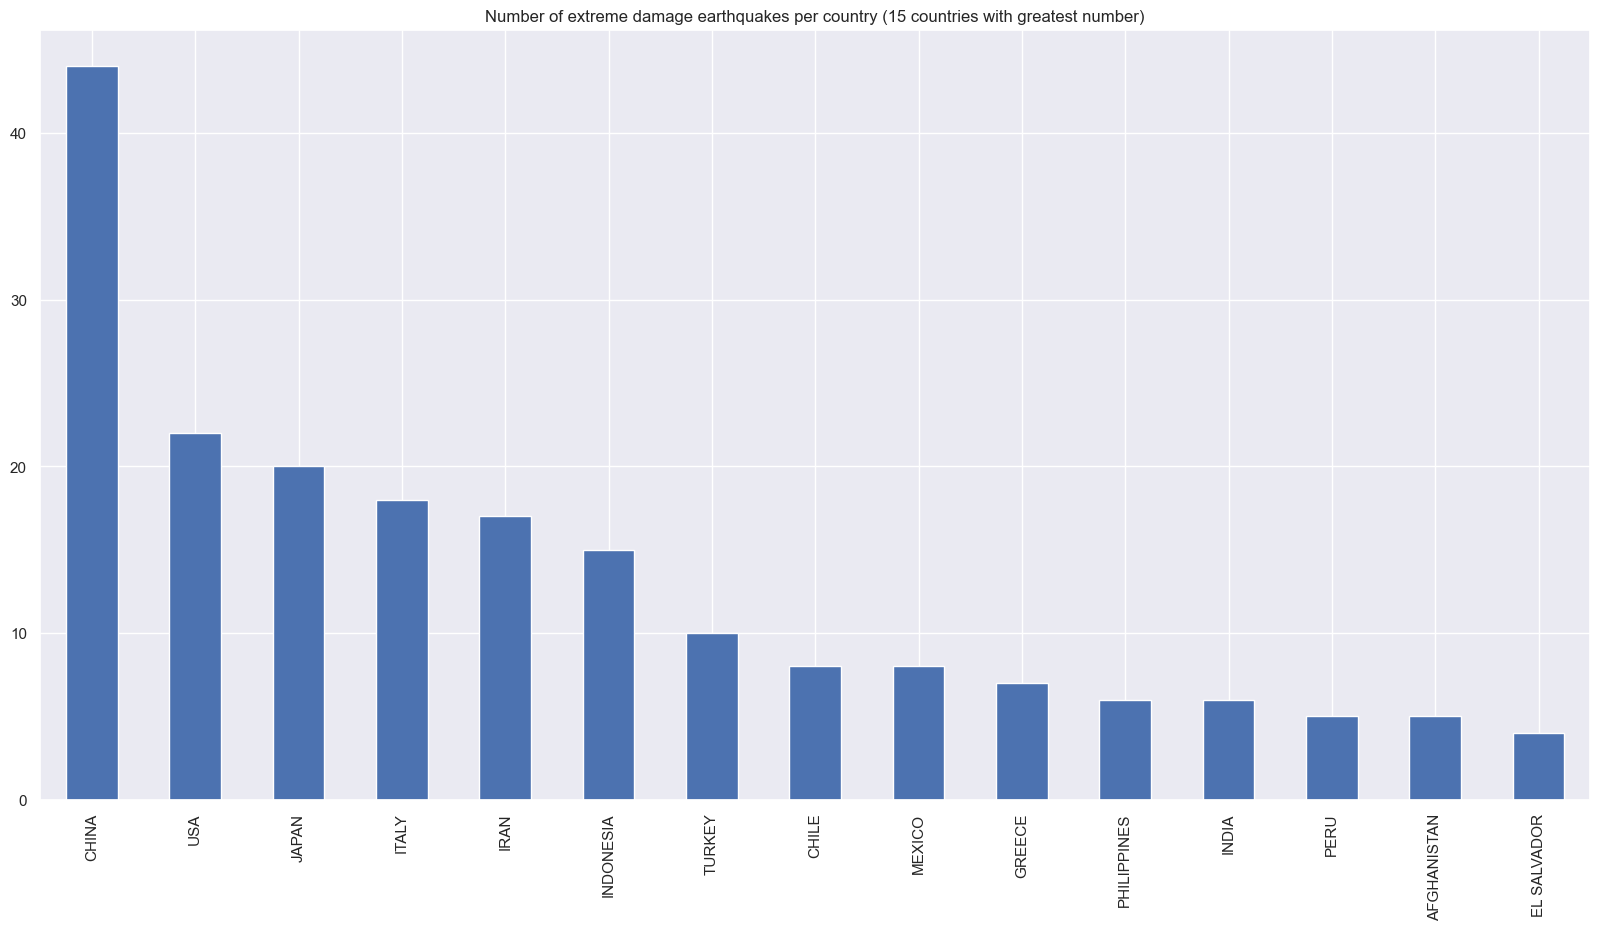 Number of extreme damage earthquakes per country (15 countries with greatest number)
40
30
20
10
0
CHINA
USA
JAPAN
ITALY
IRAN
INDONESIA
TURKEY
CHILE
MEXICO
GREECE
PHILIPPINES
INDIA
PERU
AFGHANISTAN
EL SALVADOR